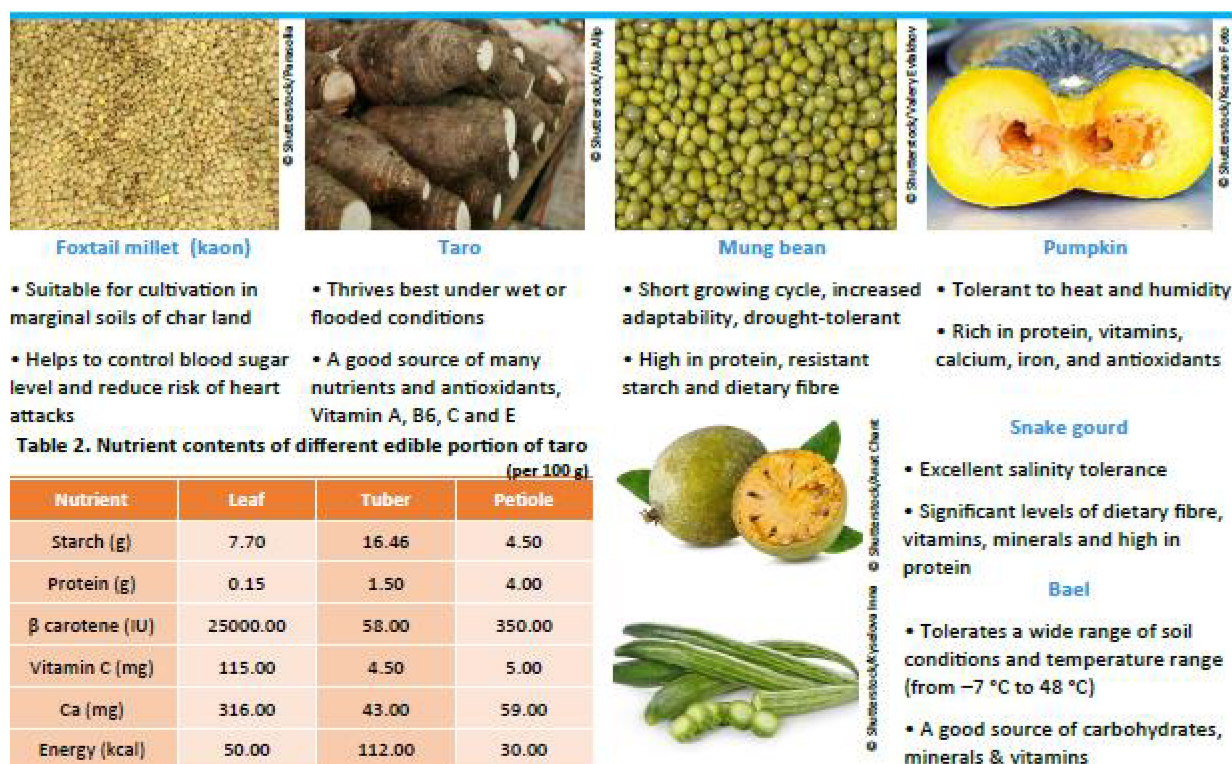 © Shutterstock/Parasolia
© Shutterstock/Aku Alip
© Shutterstock/Valery Evlakhov
© Shutterstock/Kentaro Foto
Foxtail millet (kaon)
• Suitable for cultivation in
marginal soils of char land
• Helps to control blood sugar
level and reduce risk of heart
attacks
Taro
• Thrives best under wet or
flooded conditions
• A good source of many
nutrients and antioxidants,
Vitamin A, B6, C and E
Mung bean
• Short growing cycle, increased
adaptability, drought-tolerant
• High in protein, resistant
starch and dietary fibre
Pumpkin
• Tolerant to heat and humidity
• Rich in protein, vitamins,
calcium, iron, and antioxidants
Table 2. Nutrient contents of different edible portion of taro
(per 100 g)
Nutrient Leaf Tuber Petiole
Starch (g) 7.70 16.46 4.50
Protein (g) 0.15 1.50 4.00
β carotene (IU) 25000.00 58.00 350.00
Vitamin C (mg) 115.00 4.50 5.00
Ca (mg) 316.00 43.00 59.00
Energy (kcal) 50.00 112.00 30.00
© Shutterstock/Anat Chant
© Shutterstock/Kyselova Inna
Snake gourd
• Excellent salinity tolerance
• Significant levels of dietary fibre,
vitamins, minerals and high in
protein
Bael
• Tolerates a wide range of soil
conditions and temperature range
(from –7 °C to 48 °C)
• A good source of carbohydrates,
minerals & vitamins